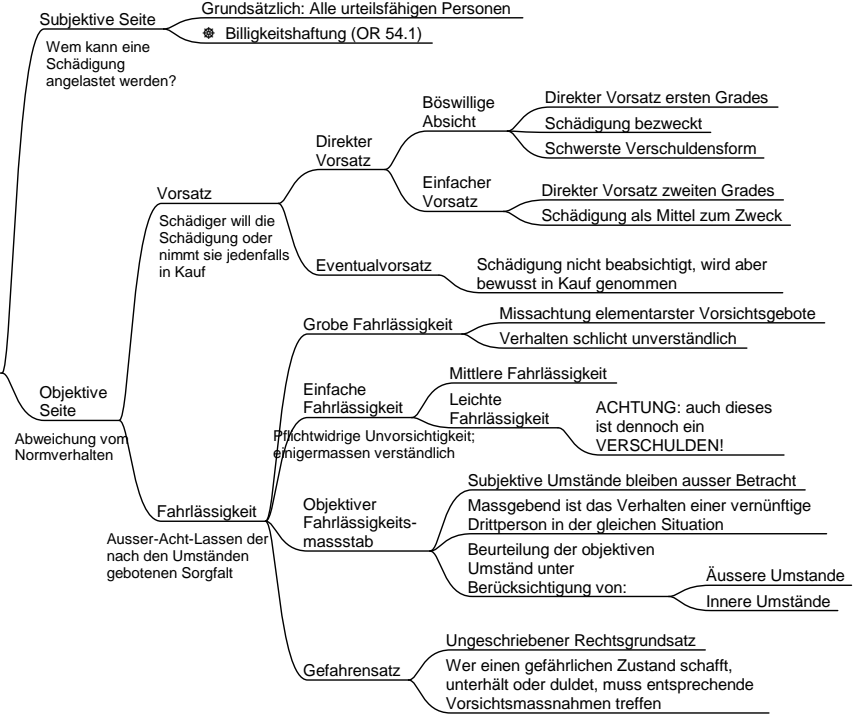 Subjektive Seite
Wem kann eine
Schädigung
angelastet werden?
Grundsätzlich: Alle urteilsfähigen Personen
Billigkeitshaftung (OR 54.1)
Objektive
Seite
Abweichung vom
Normverhalten
Vorsatz
Schädiger will die
Schädigung oder
nimmt sie jedenfalls
in Kauf
Direkter
Vorsatz
Böswillige
Absicht
Direkter Vorsatz ersten Grades
Schädigung bezweckt
Schwerste Verschuldensform
Einfacher
Vorsatz
Direkter Vorsatz zweiten Grades
Schädigung als Mittel zum Zweck
Eventualvorsatz
Schädigung nicht beabsichtigt, wird aber
bewusst in Kauf genommen
Fahrlässigkeit
Ausser-Acht-Lassen der
nach den Umständen
gebotenen Sorgfalt
Grobe Fahrlässigkeit
Missachtung elementarster Vorsichtsgebote
Verhalten schlicht unverständlich
Einfache
Fahrlässigkeit
Pflichtwidrige Unvorsichtigkeit;
einigermassen verständlich
Mittlere Fahrlässigkeit
Leichte
Fahrlässigkeit
ACHTUNG: auch dieses
ist dennoch ein
VERSCHULDEN!
Objektiver
Fahrlässigkeits-
massstab
Subjektive Umstände bleiben ausser Betracht
Massgebend ist das Verhalten einer vernünftige
Drittperson in der gleichen Situation
Beurteilung der objektiven
Umständ unter
Berücksichtigung von:
Äussere Umstande
Innere Umstände
Gefahrensatz
Ungeschriebener Rechtsgrundsatz
Wer einen gefährlichen Zustand schafft,
unterhält oder duldet, muss entsprechende
Vorsichtsmassnahmen treffen